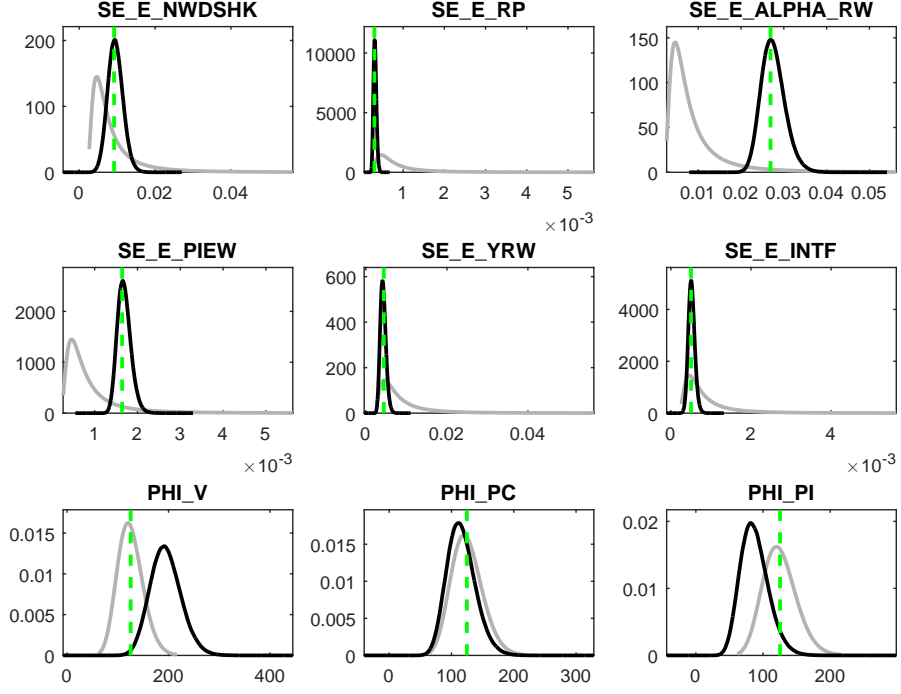 SE_E_NWDSHK
SE_E_RP
SE_E_ALPHA_RW
200
100
0
0 0.02 0.04
10000
5000
0
1 2 3 4 5
×10-3
150
100
50
0
0.01 0.02 0.03 0.04 0.05
SE_E_PIEW
SE_E_YRW
SE_E_INTF
2000
1000
0
1 2 3 4 5
×10-3
600
400
200
0
0 0.02 0.04
4000
2000
0
0 2 4
×10-3
PHI_V
PHI_PC
PHI_PI
0.015
0.01
0.005
0
0 200 400
0.015
0.01
0.005
0
0 100 200 300
0.02
0.01
0
0 100 200